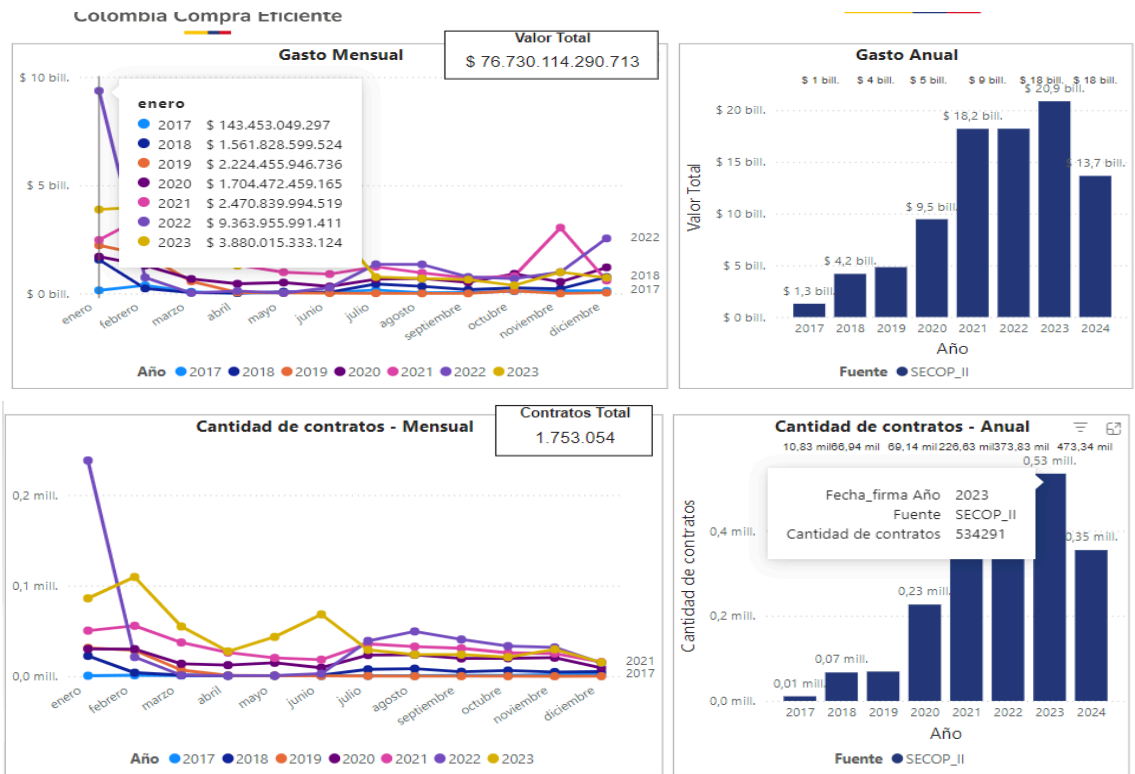 Colombia Compra Eficiente
Gasto Mensual
Valor Total
$ 76.730.114.290.713
$ 10 bill.
$ 5 bill.
$ 0 bill.
enero
2017 $ 143.453.049.297
2018 $ 1.561.828.599.524
2019 $ 2.224.455.946.736
2020 $ 1.704.472.459.165
2021 $ 2.470.839.994.519
2022 $ 9.363.955.991.411
2023 $ 3.880.015.333.124
2022
2018
2017
enero febrero marzo abril mayo junio julio agosto septiembre octubre noviembre diciembre
Año 2017 2018 2019 2020 2021 2022 2023
Gasto Anual
$ 1 bill. $ 4 bill. $ 5 bill. $ 9 bill. $ 18 bill. $ 18 bill.
$ 20,9 bill.
$ 18,2 bill.
$ 13,7 bill.
$ 9,5 bill.
$ 4,2 bill.
$ 1,3 bill.
Valor Total
$ 20 bill.
$ 15 bill.
$ 10 bill.
$ 5 bill.
$ 0 bill.
2017 2018 2019 2020 2021 2022 2023 2024
Año
Fuente SECOP_II
Cantidad de contratos - Mensual
Contratos Total
1.753.054
0,2 mill.
0,1 mill.
0,0 mill.
2021
2017
enero febrero marzo abril mayo junio julio agosto septiembre octubre noviembre diciembre
Año 2017 2018 2019 2020 2021 2022 2023
Cantidad de contratos - Anual
10,83 mil 66,94 mil 69,14 mil 226,63 mil 373,83 mil 473,34 mil
0,53 mill.
Fecha_firma Año 2023
Fuente SECOP_II
Cantidad de contratos 534291
0,35 mill.
0,23 mill.
0,07 mill.
0,01 mill.
Cantidad de contratos
0,4 mill.
0,2 mill.
0,0 mill.
2017 2018 2019 2020 2021 2022 2023 2024
Año
Fuente SECOP_II